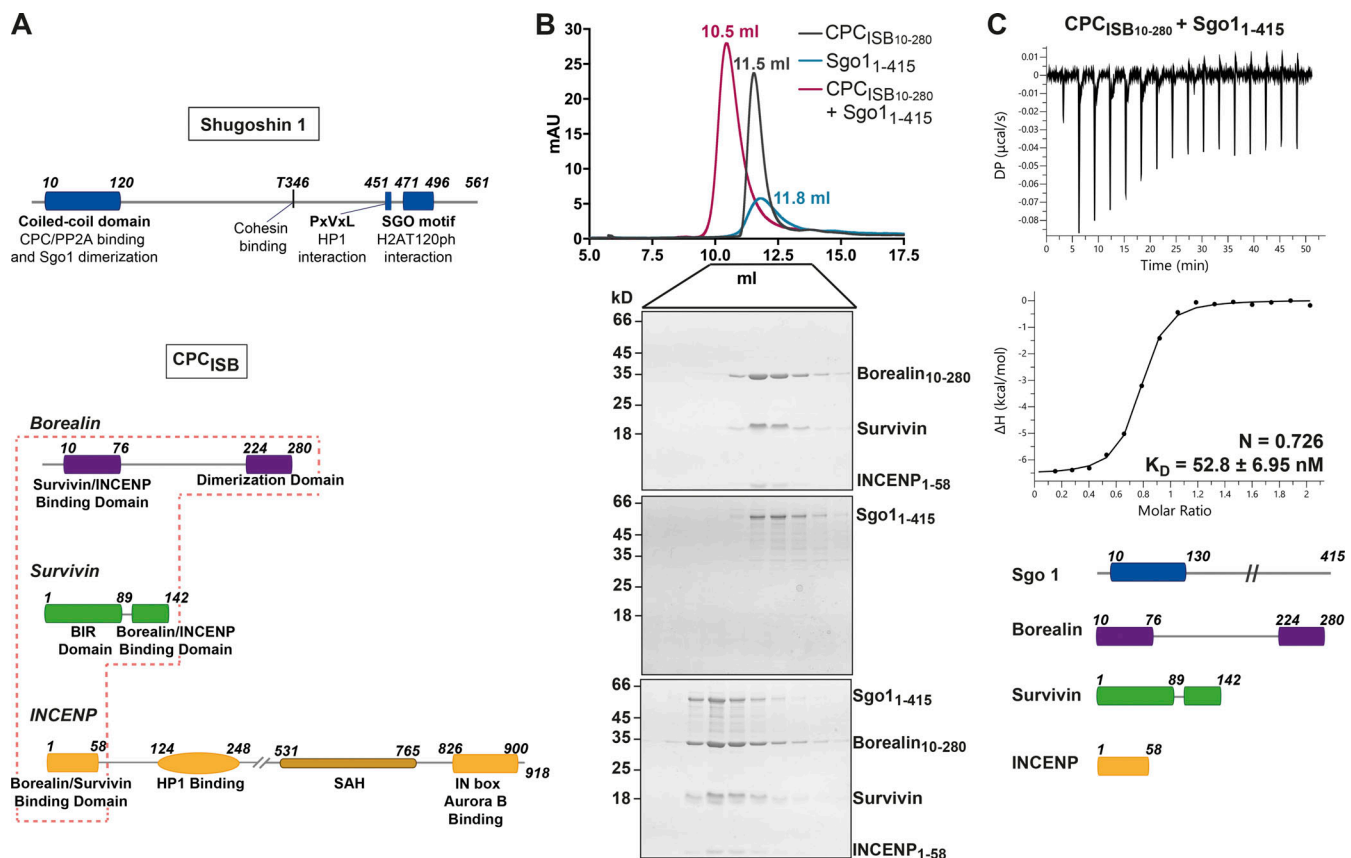 A
Shugoshin 1
10 120 T346 451 471 496 561
Coiled-coil domain
CPC/PP2A binding
and Sgo1 dimerization
Cohesin
binding
PxVxL
HP1
interaction
SGO motif
H2AT120ph
interaction
CPCISB
Borealin
10 76 224 280
Survivin/INCENP
Binding Domain
Dimerization Domain
Survivin
1 89 142
BIR
Domain
Borealin/INCENP
Binding Domain
INCENP
1 58 124 248 531 765 826 900
918
Borealin/Survivin
Binding Domain
HP1 Binding
SAH
IN box
Aurora B
Binding
B
10.5 ml
11.5 ml
11.8 ml
CPCISB10-280
Sgo11-415
CPCISB10-280
+ Sgo11-415
mAU
30
25
20
15
10
5
0
5.0 7.5 10.0 12.5 15.0 17.5
ml
kD
66
45
35
25
18
Borealin10-280
Survivin
INCENP1-58
66
45
35
25
18
Sgo11-415
66
45
35
25
18
Sgo11-415
Borealin10-280
Survivin
INCENP1-58
C
CPCISB10-280 + Sgo11-415
DP (µcal/s)
0.01
0
-0.01
-0.02
-0.03
-0.04
-0.05
-0.06
-0.07
-0.08
0 5 10 15 20 25 30 35 40 45 50
Time (min)
ΔH (kcal/mol)
0
-1
-2
-3
-4
-5
-6
N = 0.726
KD = 52.8 ± 6.95 nM
0 0.2 0.4 0.6 0.8 1 1.2 1.4 1.6 1.8 2
Molar Ratio
Sgo 1
10 130 415
Borealin
10 76 224 280
Survivin
1 89 142
INCENP
1 58